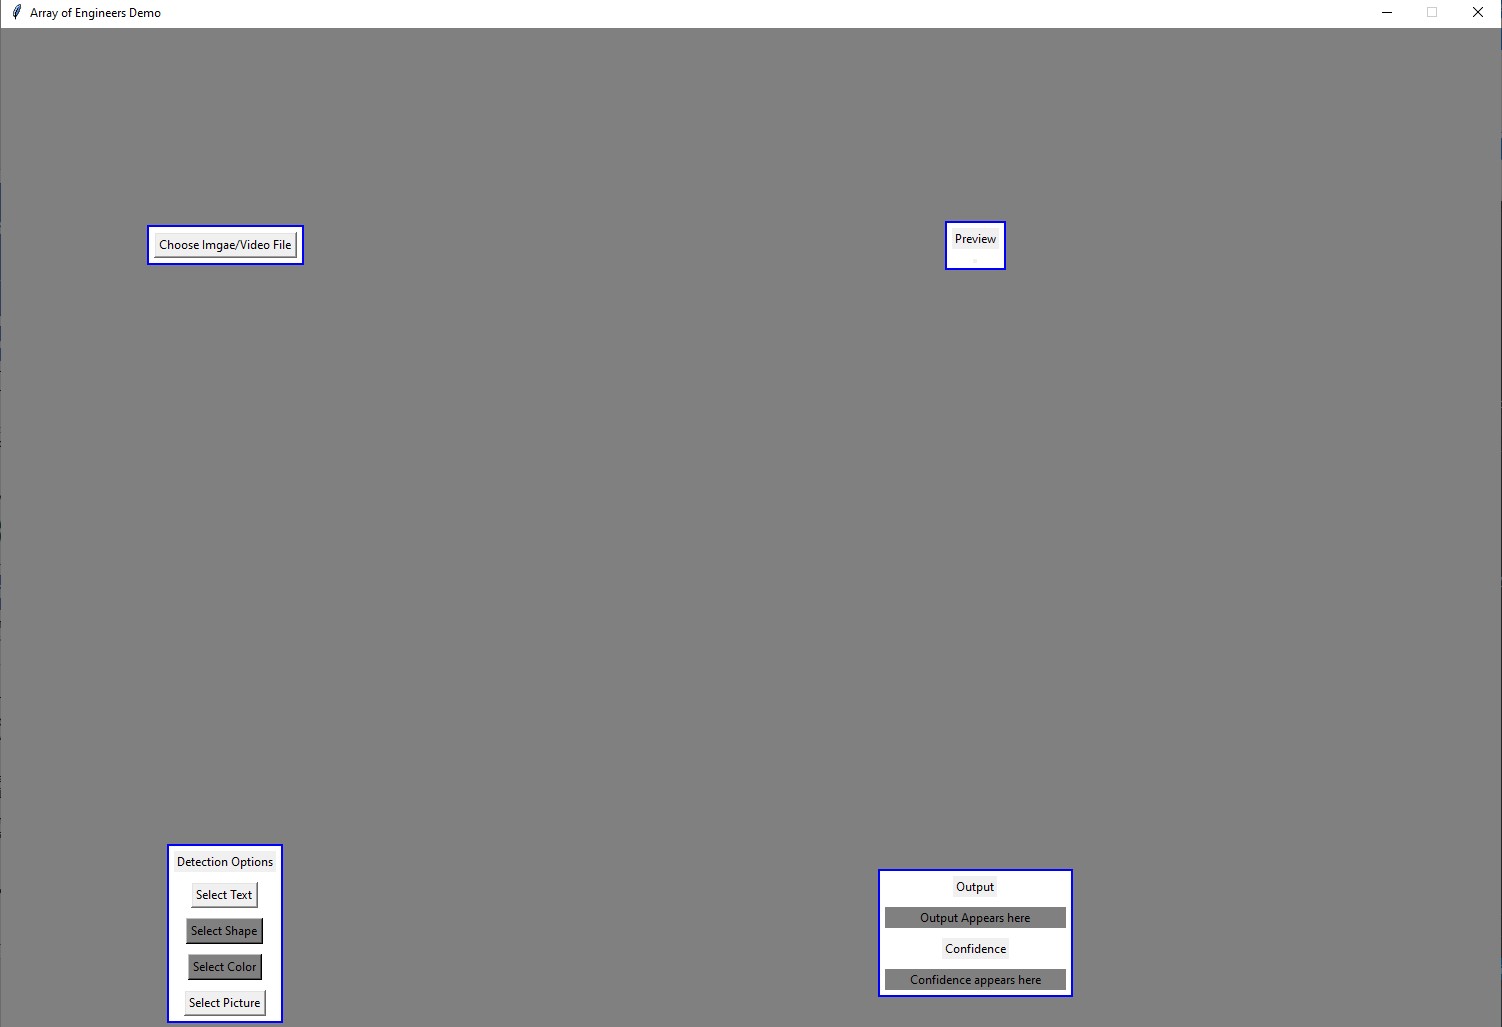 Array of Engineers Demo
Choose Imgae/Video File
Preview
Detection Options
Select Text
Select Shape
Select Color
Select Picture
Output
Output Appears here
Confidence
Confidence appears here